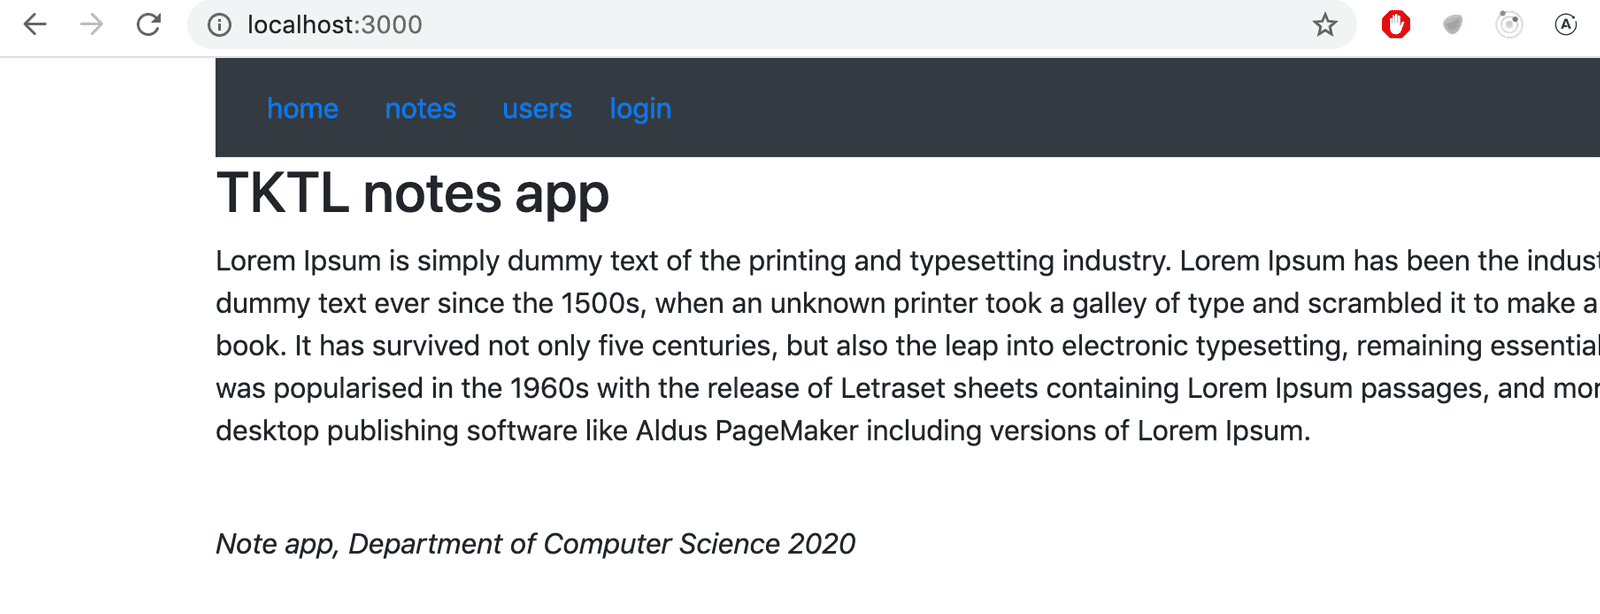 localhost:3000
A
home notes users login
TKTL notes app
Lorem Ipsum is simply dummy text of the printing and typesetting industry. Lorem Ipsum has been the indust
dummy text ever since the 1500s, when an unknown printer took a galley of type and scrambled it to make a
book. It has survived not only five centuries, but also the leap into electronic typesetting, remaining essential
was popularised in the 1960s with the release of Letraset sheets containing Lorem Ipsum passages, and mor
desktop publishing software like Aldus PageMaker including versions of Lorem Ipsum.
Note app, Department of Computer Science 2020